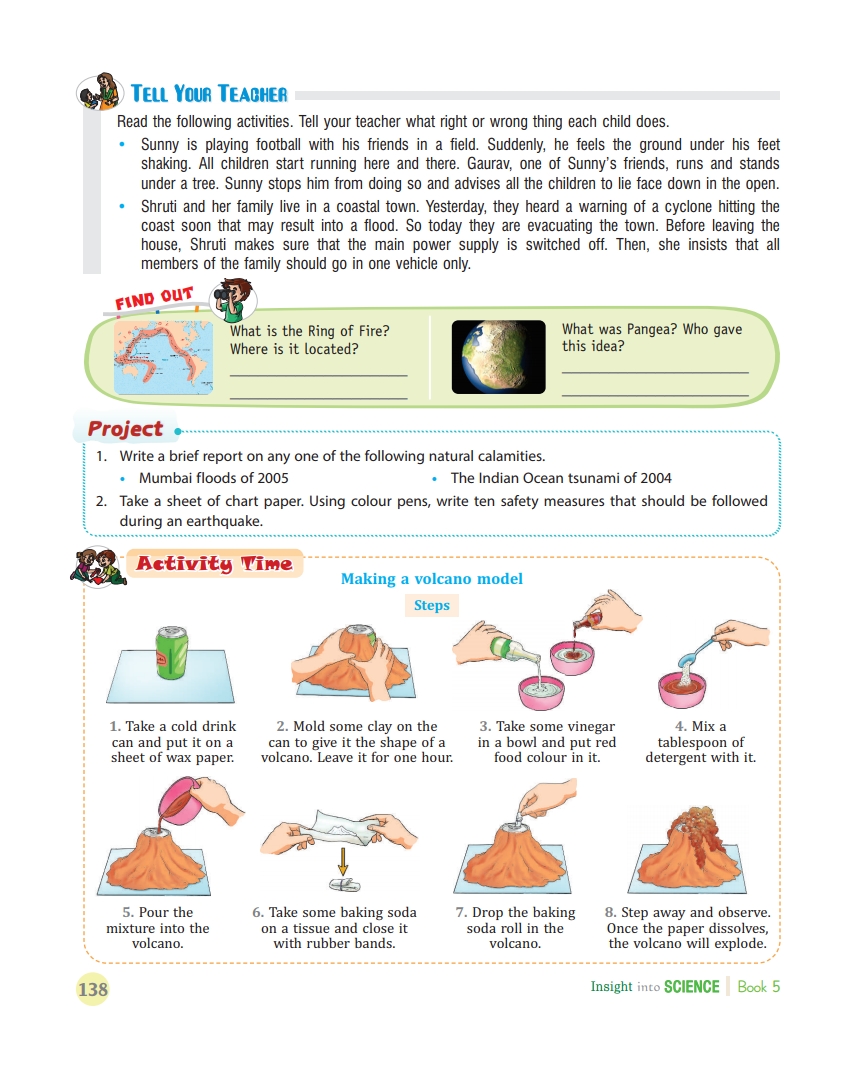 TELL YOUR TEACHER
Read the following activities. Tell your teacher what right or wrong thing each child does.
• Sunny is playing football with his friends in a field. Suddenly, he feels the ground under his feet
shaking. All children start running here and there. Gaurav, one of Sunny's friends, runs and stands
under a tree. Sunny stops him from doing so and advises all the children to lie face down in the open.
• Shruti and her family live in a coastal town. Yesterday, they heard a warning of a cyclone hitting the
coast soon that may result into a flood. So today they are evacuating the town. Before leaving the
house, Shruti makes sure that the main power supply is switched off. Then, she insists that all
members of the family should go in one vehicle only.
FIND OUT
What is the Ring of Fire?
Where is it located?
What was Pangea? Who gave
this idea?
Project
1. Write a brief report on any one of the following natural calamities.
• Mumbai floods of 2005 • The Indian Ocean tsunami of 2004
2. Take a sheet of chart paper. Using colour pens, write ten safety measures that should be followed
during an earthquake.
Activity Time
Making a volcano model
Steps
1. Take a cold drink
can and put it on a
sheet of wax paper.
2. Mold some clay on the
can to give it the shape of a
volcano. Leave it for one hour.
3. Take some vinegar
in a bowl and put red
food colour in it.
4. Mix a
tablespoon of
detergent with it.
5. Pour the
mixture into the
volcano.
6. Take some baking soda
on a tissue and close it
with rubber bands.
7. Drop the baking
soda roll in the
volcano.
8. Step away and observe.
Once the paper dissolves,
the volcano will explode.
138
Insight into SCIENCE Book 5